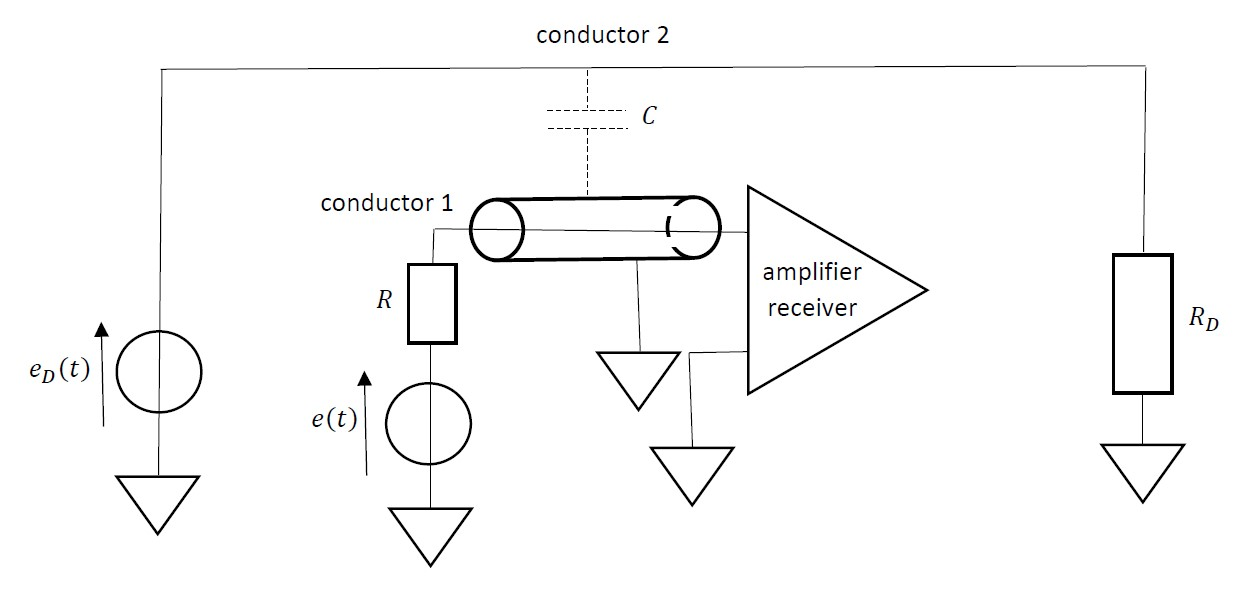 conductor 2
C
conductor 1
amplifier
receiver
R
R_D
e_D(t)
e(t)